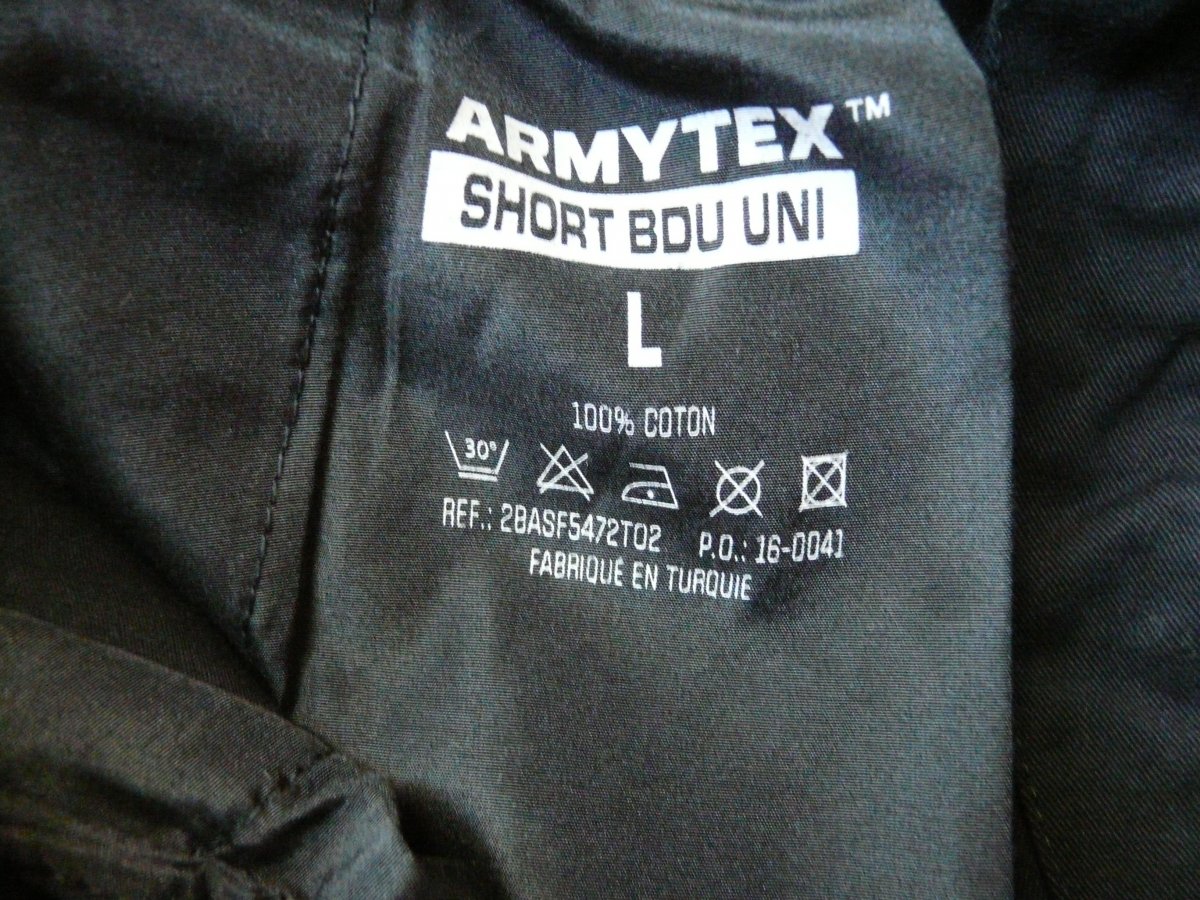 ARMYTEX™
SHORT BDU UNI
L
100% COTON
30°
REF.: 2BASF5472T02 P.O.: 16-0041
FABRIQUE EN TURQUIE